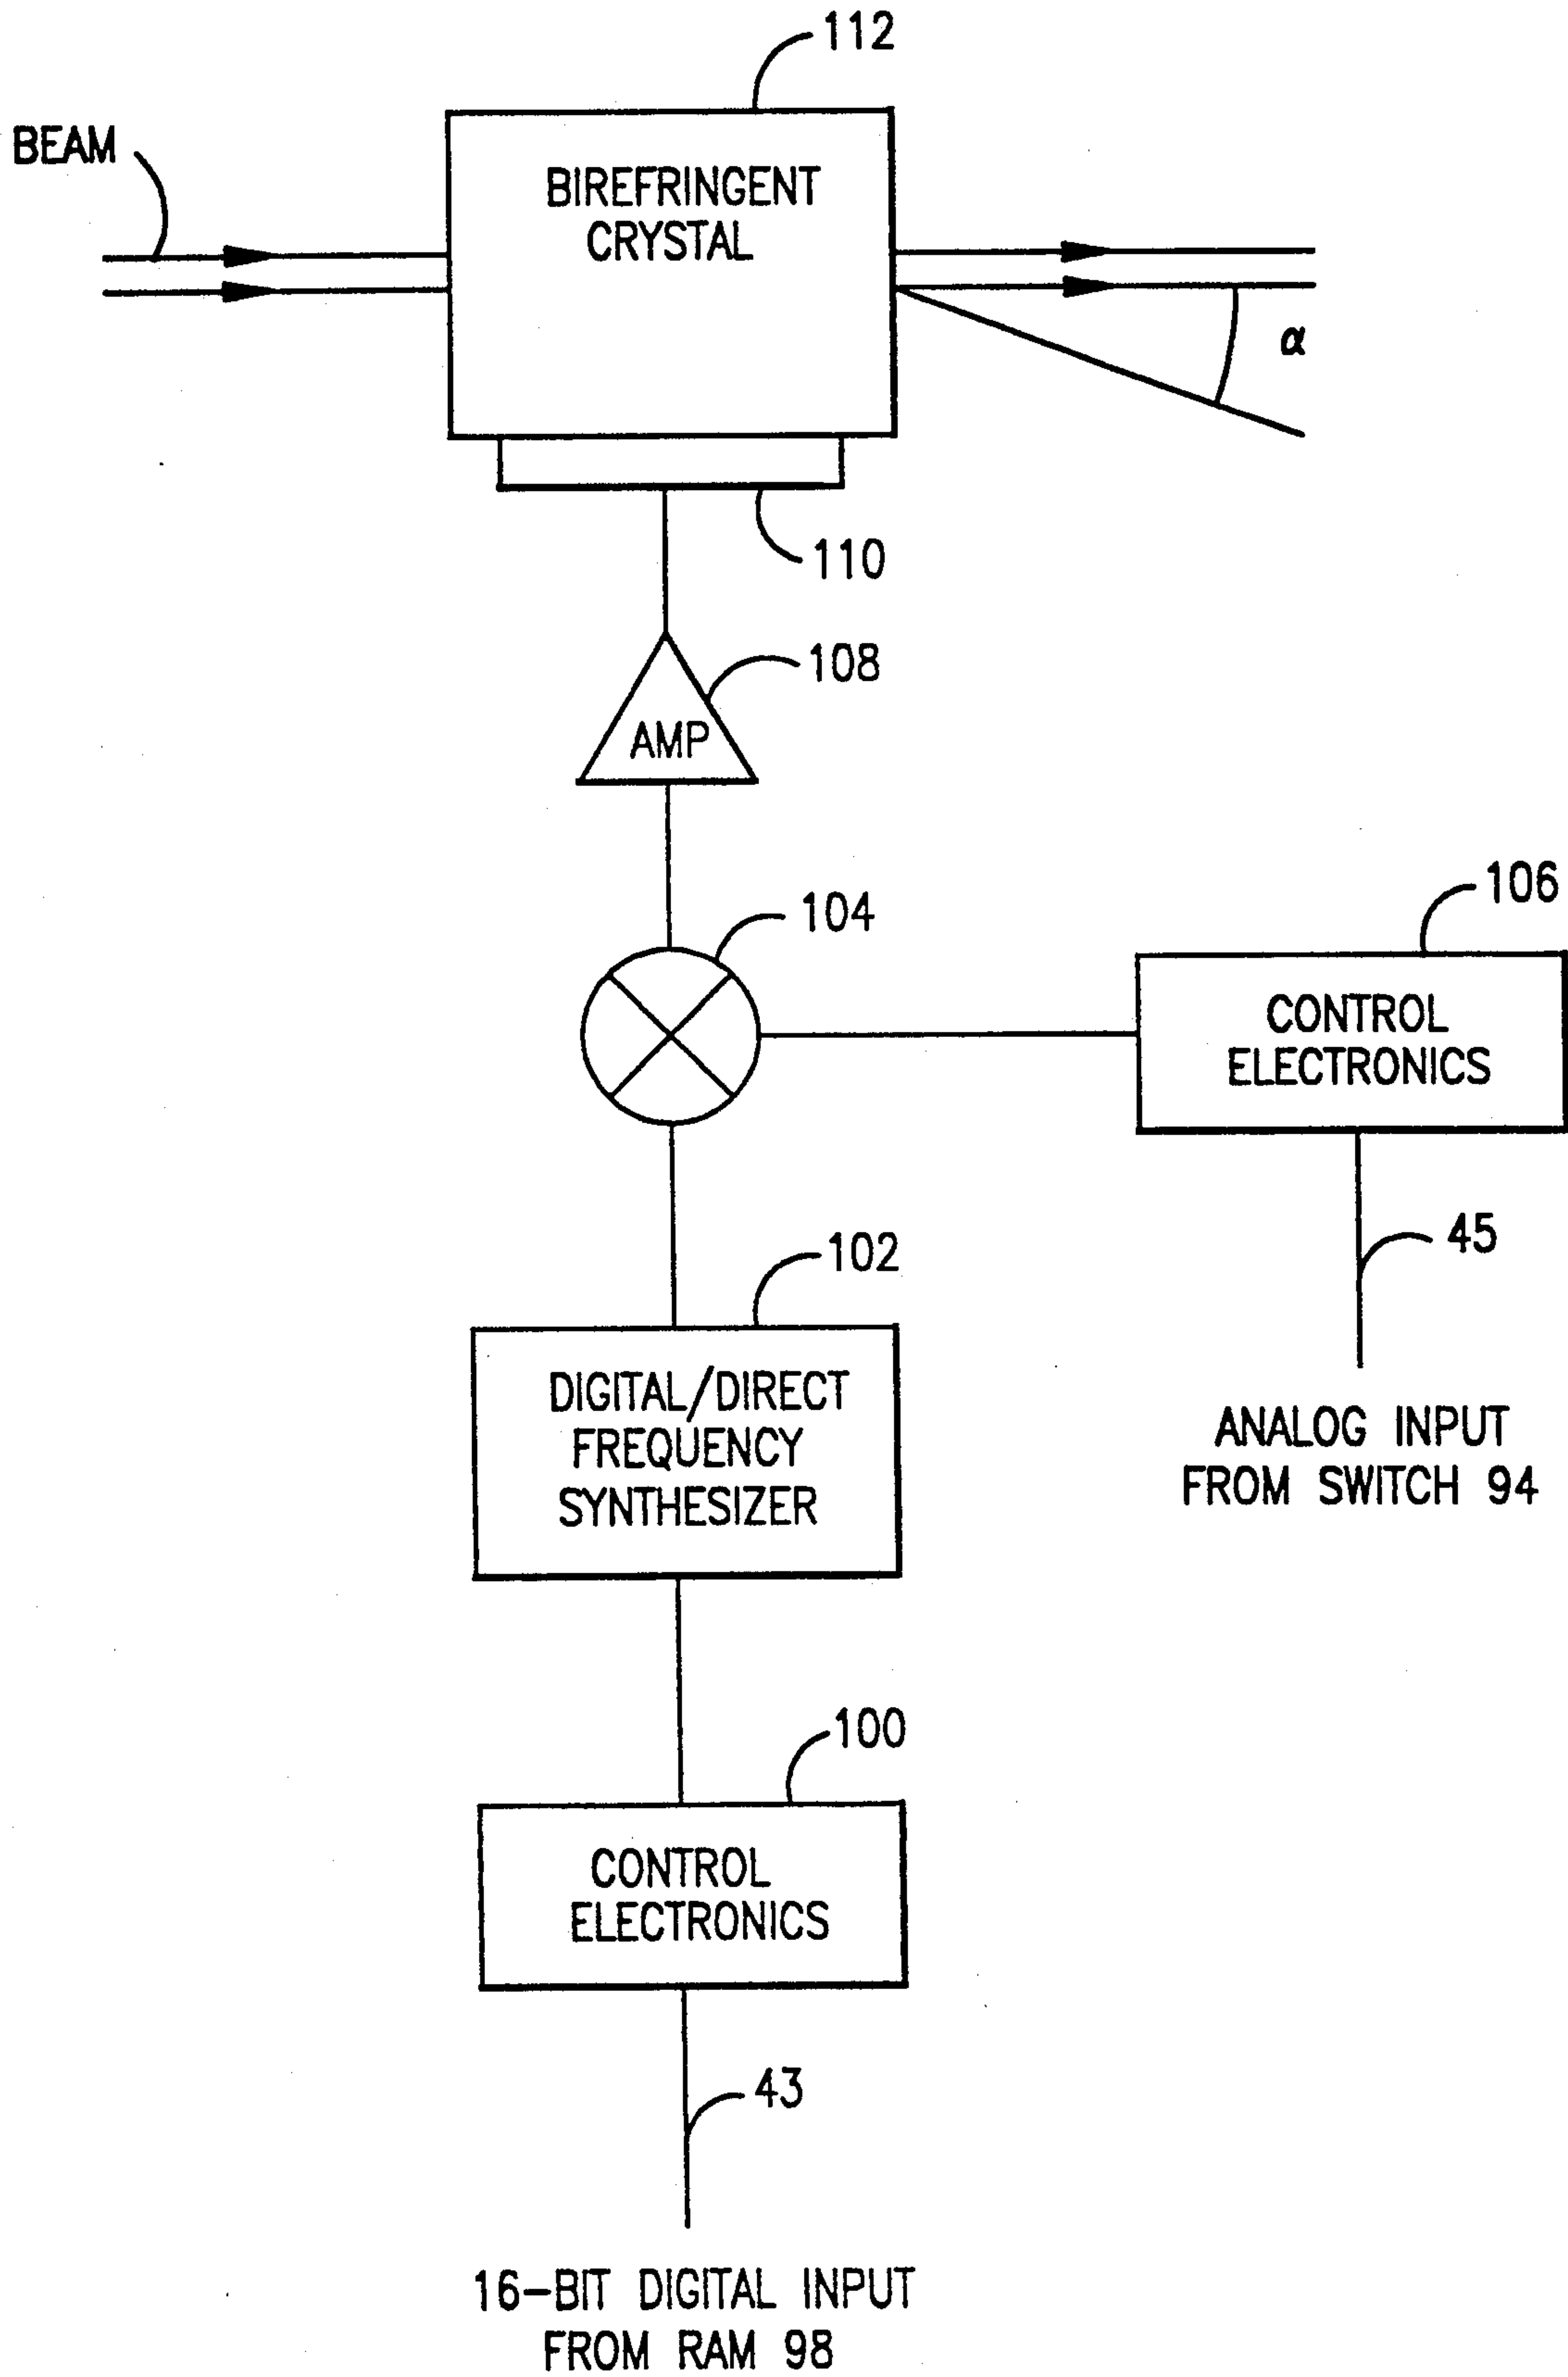 112
BEAM
BIREFRINGENT
CRYSTAL
α
110
108
AMP
104
106
CONTROL
ELECTRONICS
45
102
DIGITAL/DIRECT
FREQUENCY
SYNTHESIZER
ANALOG INPUT
FROM SWITCH 94
100
CONTROL
ELECTRONICS
43
16-BIT DIGITAL INPUT
FROM RAM 98